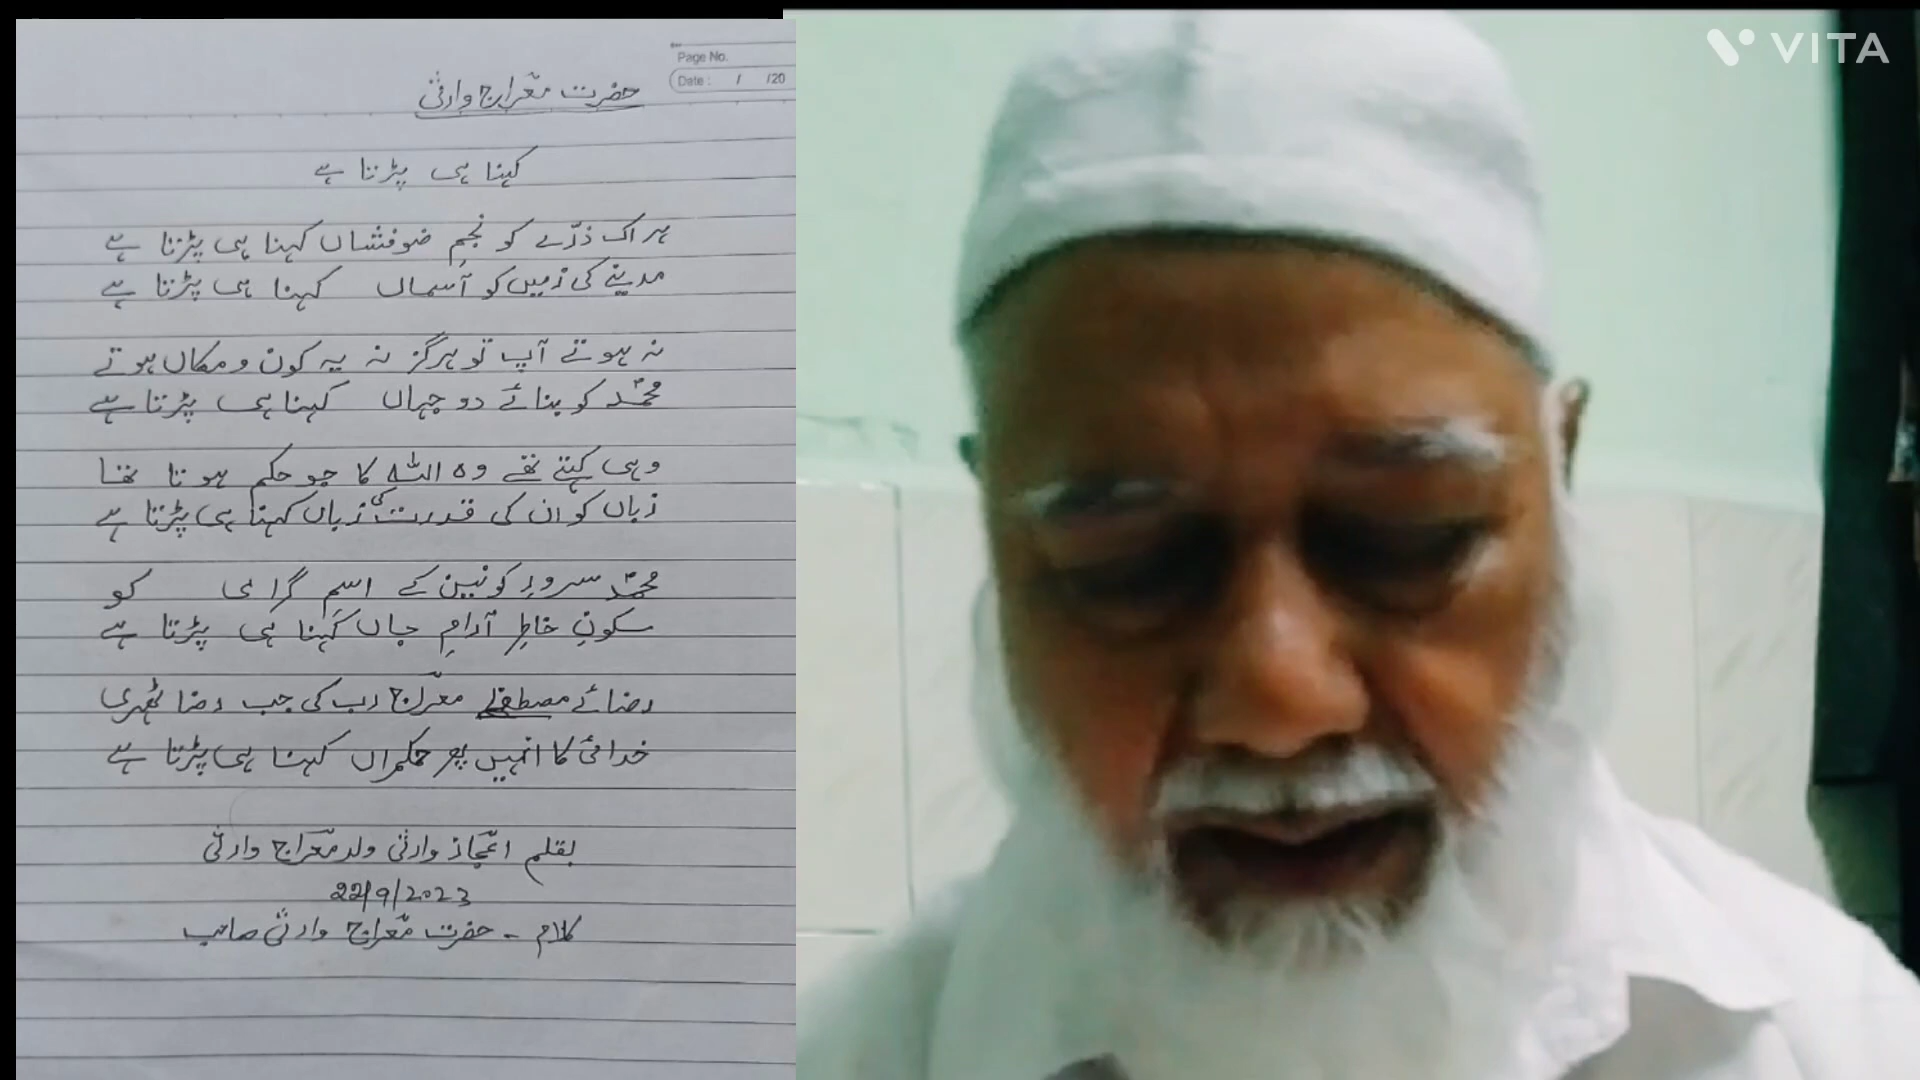 Page No.
Date : / /20
حضرت معراج وارثی
کہنا ہی پڑتا ہے
ہر اک ذرّے کو نجمِ ضوفشاں کہنا ہی پڑتا ہے
مدینے کی زمیں کو آسماں کہنا ہی پڑتا ہے
نہ ہوتے آپ تو ہرگز نہ یہ کون و مکاں ہوتے
محمدؐ کو بنائے دو جہاں کہنا ہی پڑتا ہے
وہی کہتے تھے وہ اللہ کا جو حکم ہوتا تھا
زباں کو ان کی قدرت کی زباں کہنا ہی پڑتا ہے
محمدؐ سرورِ کونین کے اسمِ گرامی کو
سکونِ خاطر آرامِ جاں کہنا ہی پڑتا ہے
رضائے مصطفےٰ معراج رب کی جب رضا ٹھہری
خدائی کا انہیں پھر حکمراں کہنا ہی پڑتا ہے
بقلم اعجاز وارثی ولد معراج وارثی
22/9/2023
کلام - حضرت معراج وارثی صاحب
VITA